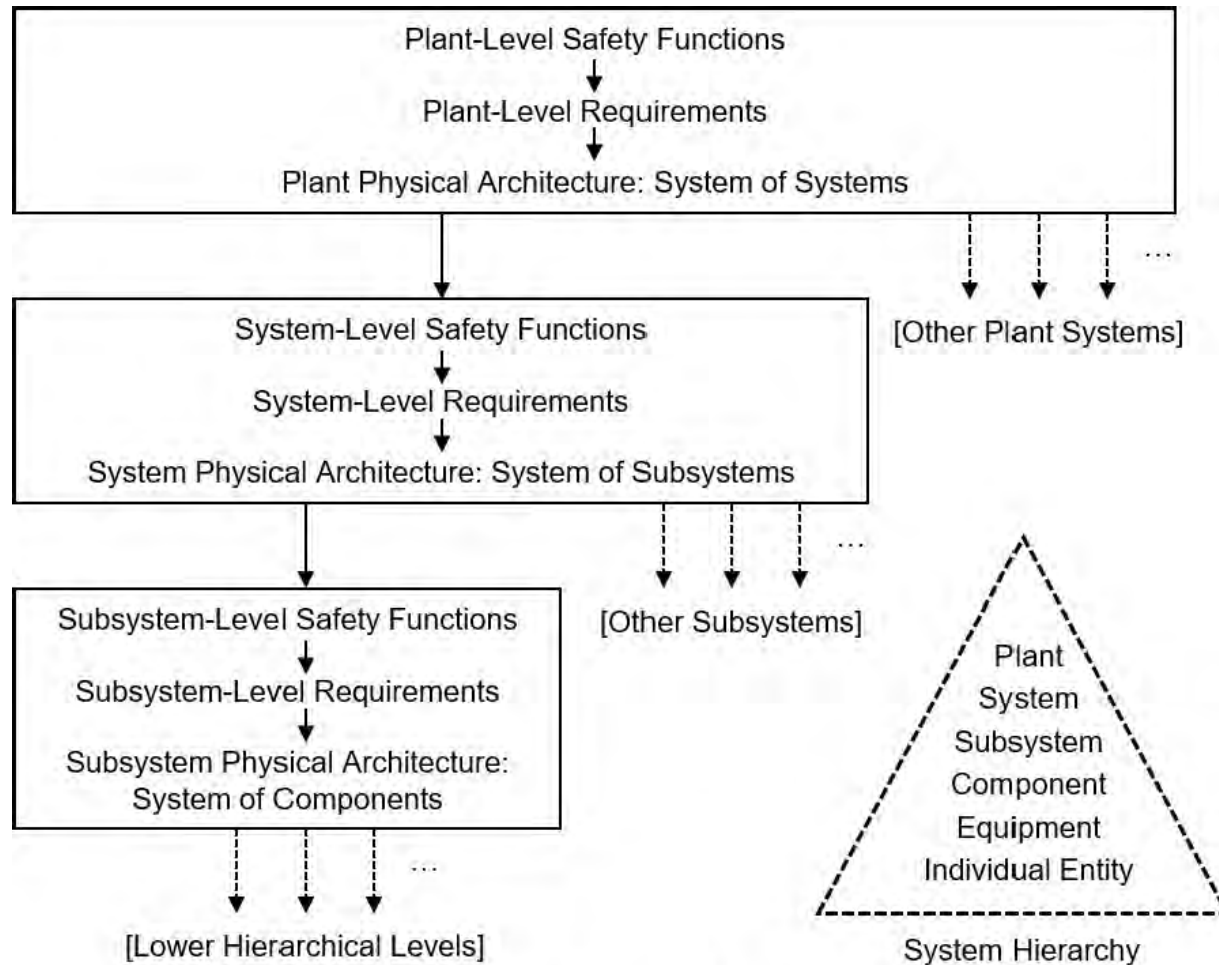 Plant-Level Safety Functions
Plant-Level Requirements
Plant Physical Architecture: System of Systems
...
[Other Plant Systems]
System-Level Safety Functions
System-Level Requirements
System Physical Architecture: System of Subsystems
...
[Other Subsystems]
Subsystem-Level Safety Functions
Subsystem-Level Requirements
Subsystem Physical Architecture:
System of Components
...
[Lower Hierarchical Levels]
Plant
System
Subsystem
Component
Equipment
Individual Entity
System Hierarchy